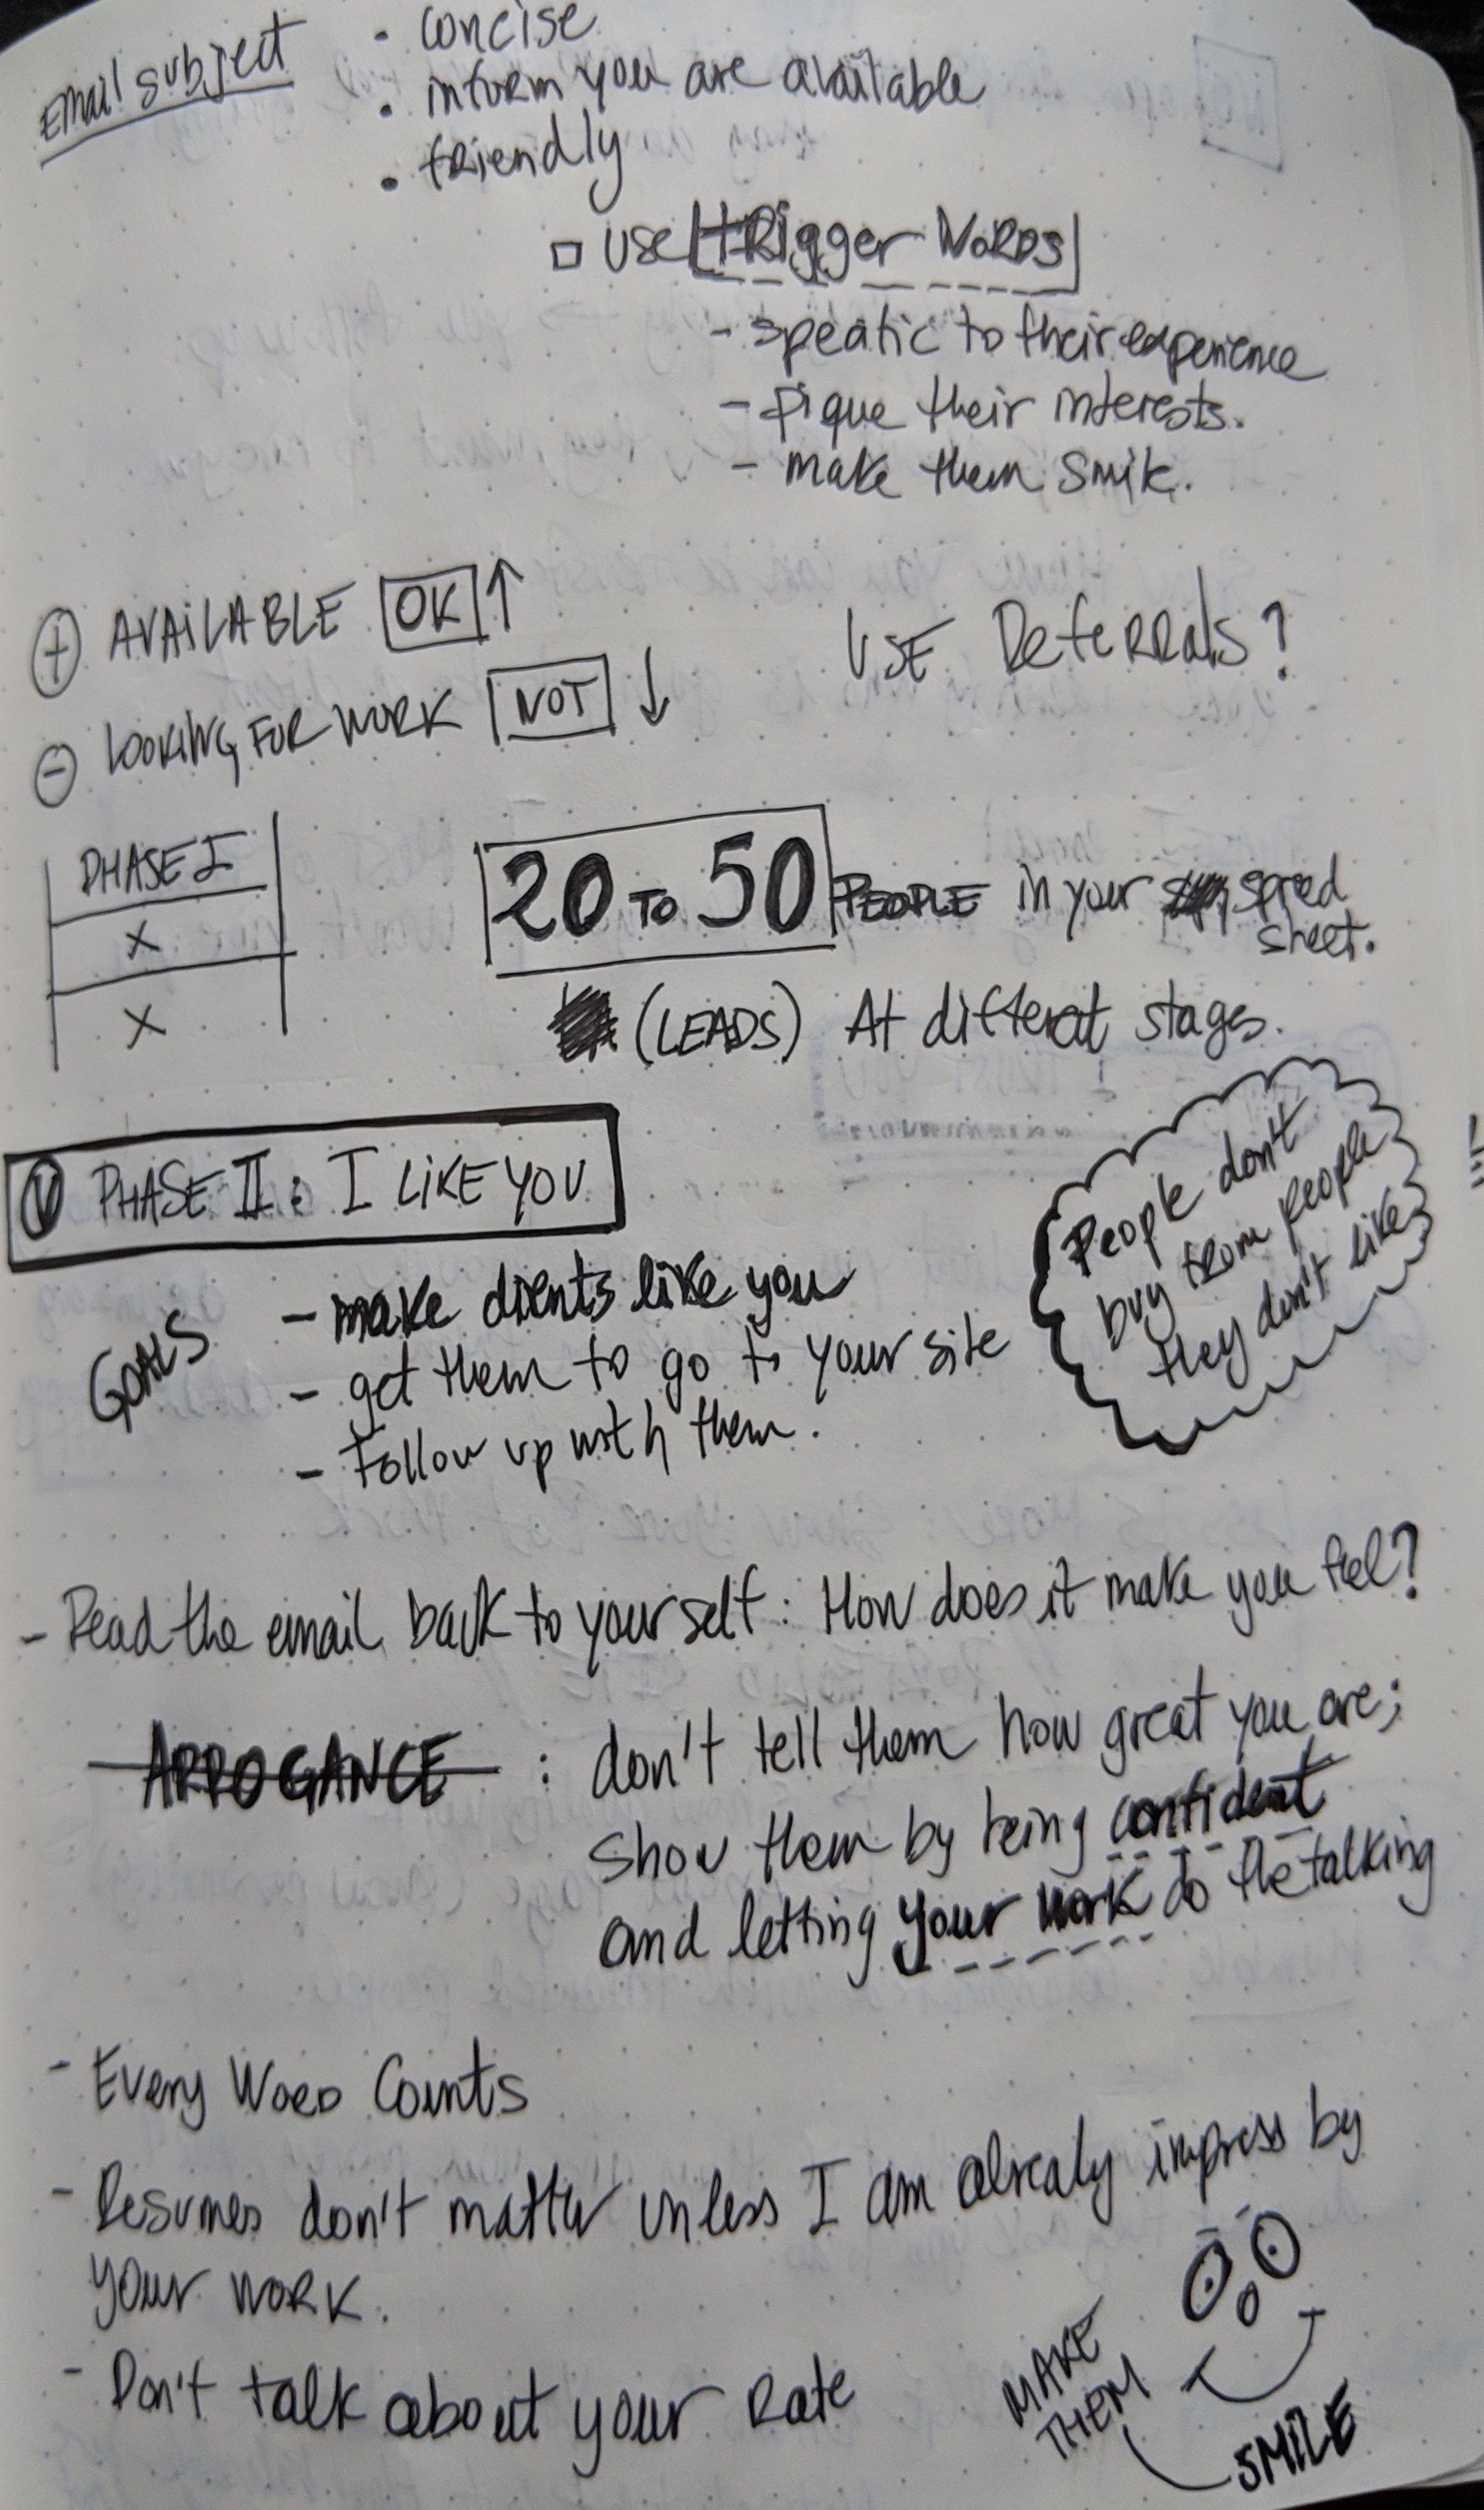 Email subject
• concise
• inform you are available
• friendly
□ use trigger words
- specific to their experience
- pique their interests.
- make them smile.
+ AVAILABLE OK ↑
- LOOKING FOR WORK NOT ↓
USE Referrals?
PHASE I
X
X
20 TO 50 PEOPLE in your spred
sheet.
(LEADS) At different stages.
PHASE II : I LIKE YOU
People don't
buy from people
they don't like
GOALS
- make clients like you
- get them to go to your site
- Follow up with them.
- Read the email back to yourself: How does it make you feel?
ARROGANCE : don't tell them how great you are;
show them by being confident
and letting your work do the talking
- Every Word Counts
- Resumes don't matter unless I am already impress by
your work.
- Don't talk about your Rate
MAKE
THEM
SMILE